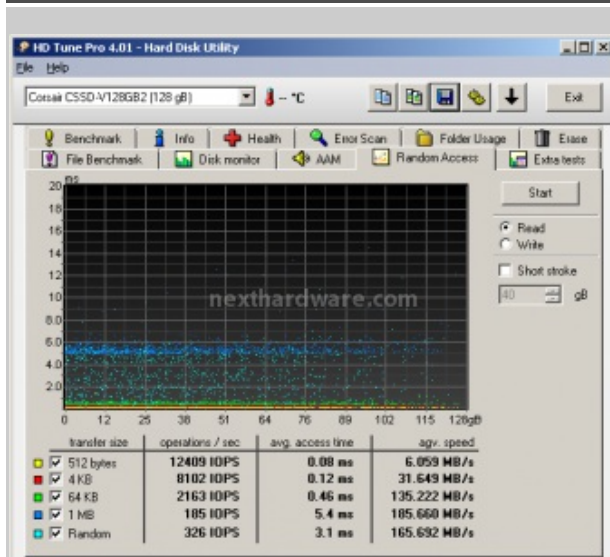 HD Tune Pro 4.01 - Hard Disk Utility
File Help
Corsair CSSD-V128GB2 (128 gB)
-- °C
Exit
Benchmark Info Health Error Scan Folder Usage Erase
File Benchmark Disk monitor AAM Random Access Extra tests
ms
20
18
16
14
12
10
8.0
6.0
4.0
2.0
0 12 25 38 51 64 76 89 102 115 128gB
nexthardware.com
Start
Read
Write
Short stroke
40 gB
transfer size operations / sec avg. access time agv. speed
512 bytes 12409 IOPS 0.08 ms 6.059 MB/s
4 KB 8102 IOPS 0.12 ms 31.649 MB/s
64 KB 2163 IOPS 0.46 ms 135.222 MB/s
1 MB 185 IOPS 5.4 ms 185.660 MB/s
Random 326 IOPS 3.1 ms 165.692 MB/s